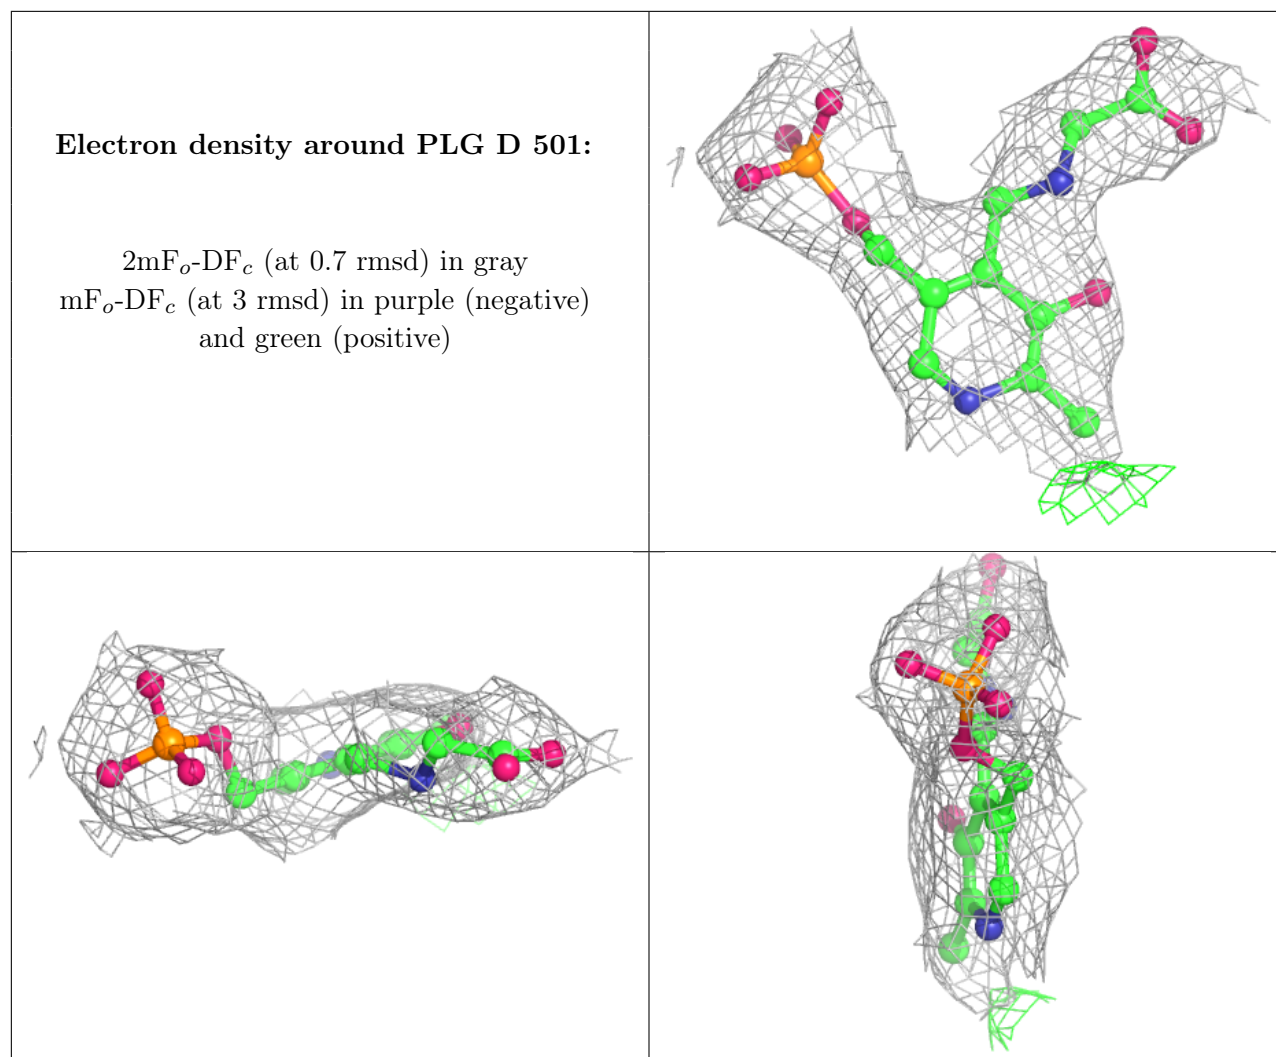 Electron density around PLG D 501:
2mFₒ-DF𝒸 (at 0.7 rmsd) in gray
mFₒ-DF𝒸 (at 3 rmsd) in purple (negative)
and green (positive)